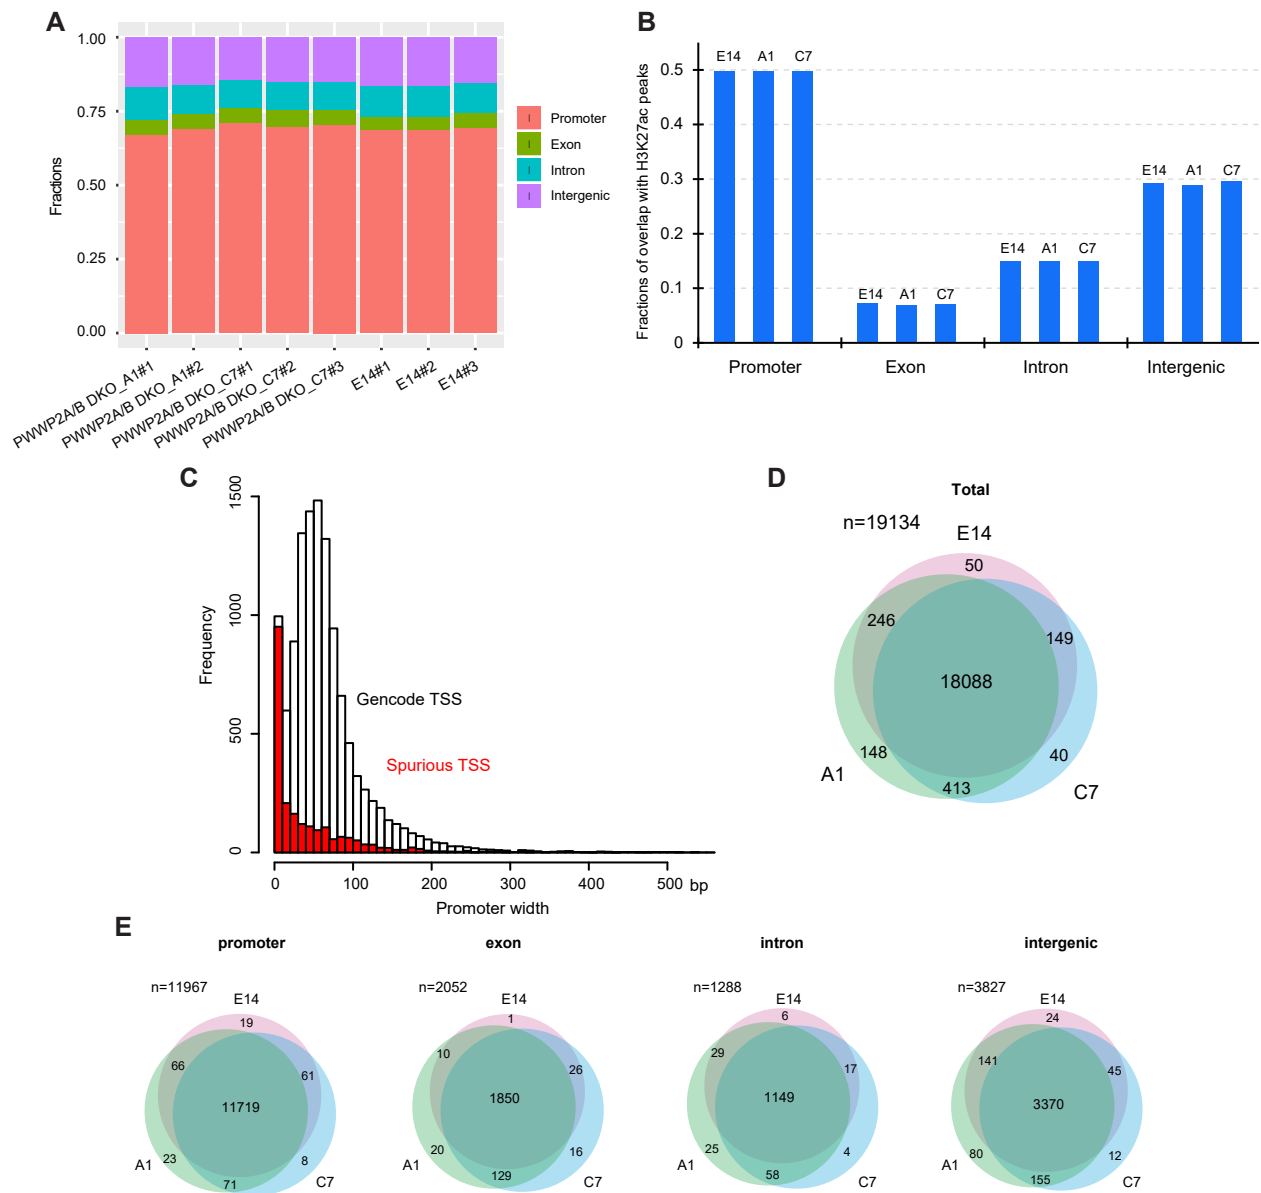 A
1.00
0.75
0.50
0.25
0.00
Fractions
PWWP2A/B DKO_A1#1
PWWP2A/B DKO_A1#2
PWWP2A/B DKO_C7#1
PWWP2A/B DKO_C7#2
PWWP2A/B DKO_C7#3
E14#1
E14#2
E14#3
Promoter
Exon
Intron
Intergenic
B
Fractions of overlap with H3K27ac peaks
0.5
0.4
0.3
0.2
0.1
0
E14 A1 C7
E14 A1 C7
E14 A1 C7
E14 A1 C7
Promoter Exon Intron Intergenic
C
Frequency
1500
1000
500
0
Gencode TSS
Spurious TSS
0 100 200 300 400 500 bp
Promoter width
D
Total
n=19134
E14
50
246
149
18088
148
40
413
A1
C7
E
promoter
n=11967
E14
19
66
61
11719
23
8
71
A1
C7
exon
n=2052
E14
1
10
26
1850
20
16
129
A1
C7
intron
n=1288
E14
6
29
17
1149
25
4
58
A1
C7
intergenic
n=3827
E14
24
141
45
3370
80
12
155
A1
C7